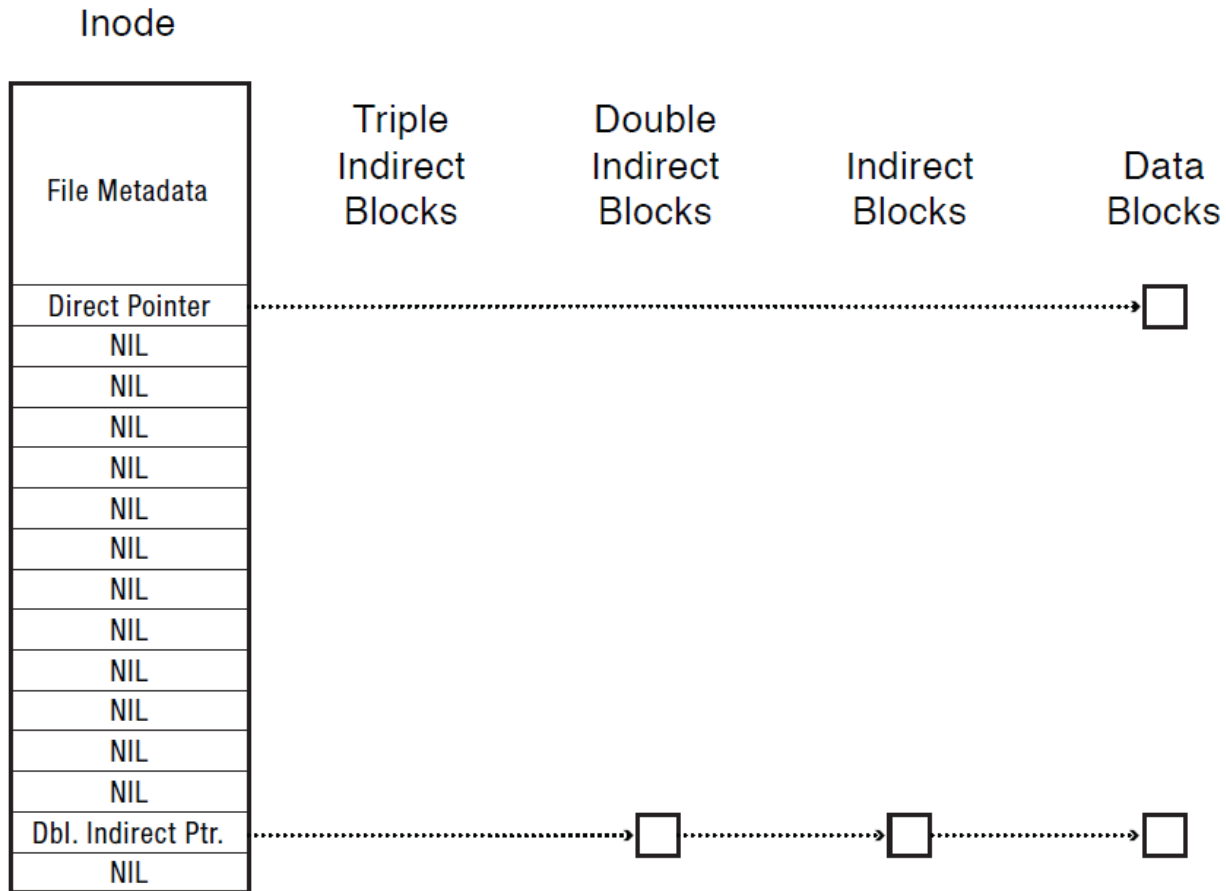 Inode
Triple
Indirect
Blocks
Double
Indirect
Blocks
Indirect
Blocks
Data
Blocks
File Metadata
Direct Pointer
NIL
NIL
NIL
NIL
NIL
NIL
NIL
NIL
NIL
NIL
NIL
NIL
Dbl. Indirect Ptr.
NIL